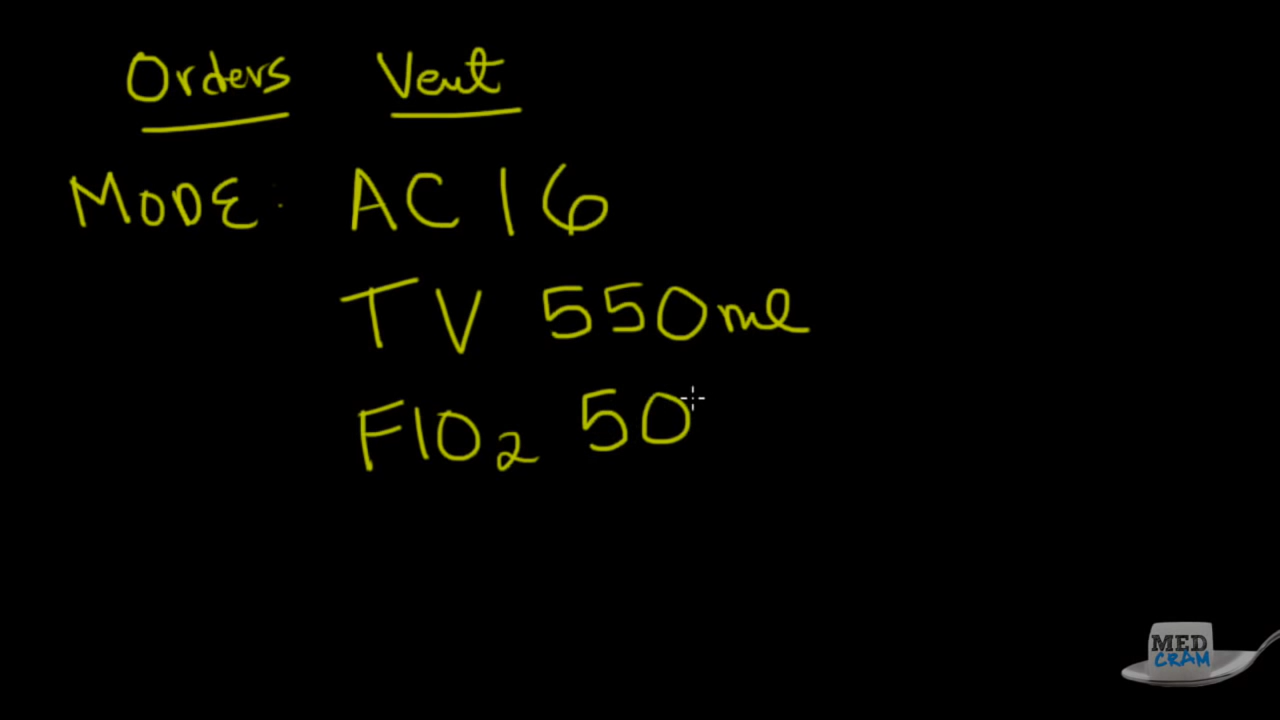 Orders Vent
MODE: AC 16
TV 550ml
FIO₂ 50
MED
CRAM